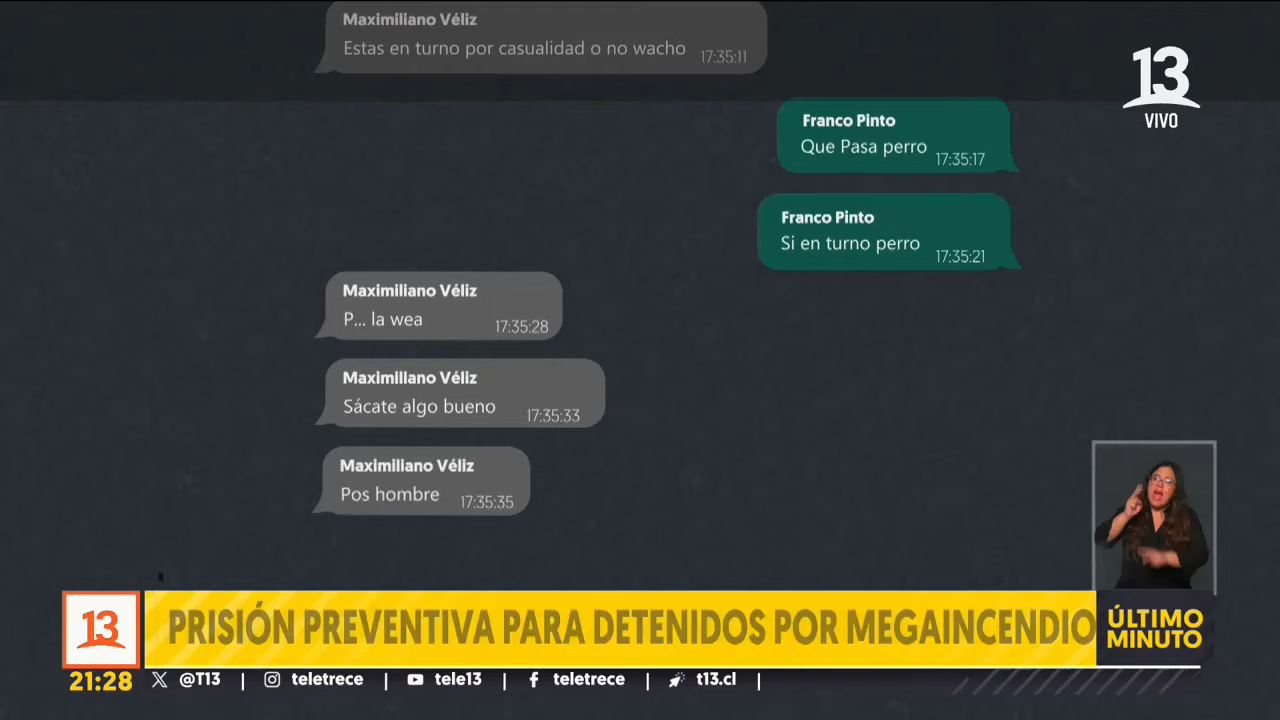 Maximiliano Véliz
Estas en turno por casualidad o no wacho 17:35:11
13
VIVO
Franco Pinto
Que Pasa perro 17:35:17
Franco Pinto
Si en turno perro 17:35:21
Maximiliano Véliz
P... la wea 17:35:28
Maximiliano Véliz
Sácate algo bueno 17:35:33
Maximiliano Véliz
Pos hombre 17:35:35
13
PRISIÓN PREVENTIVA PARA DETENIDOS POR MEGAINCENDIO
ÚLTIMO
MINUTO
21:28 @T13 | teletrece | tele13 | teletrece | t13.cl |